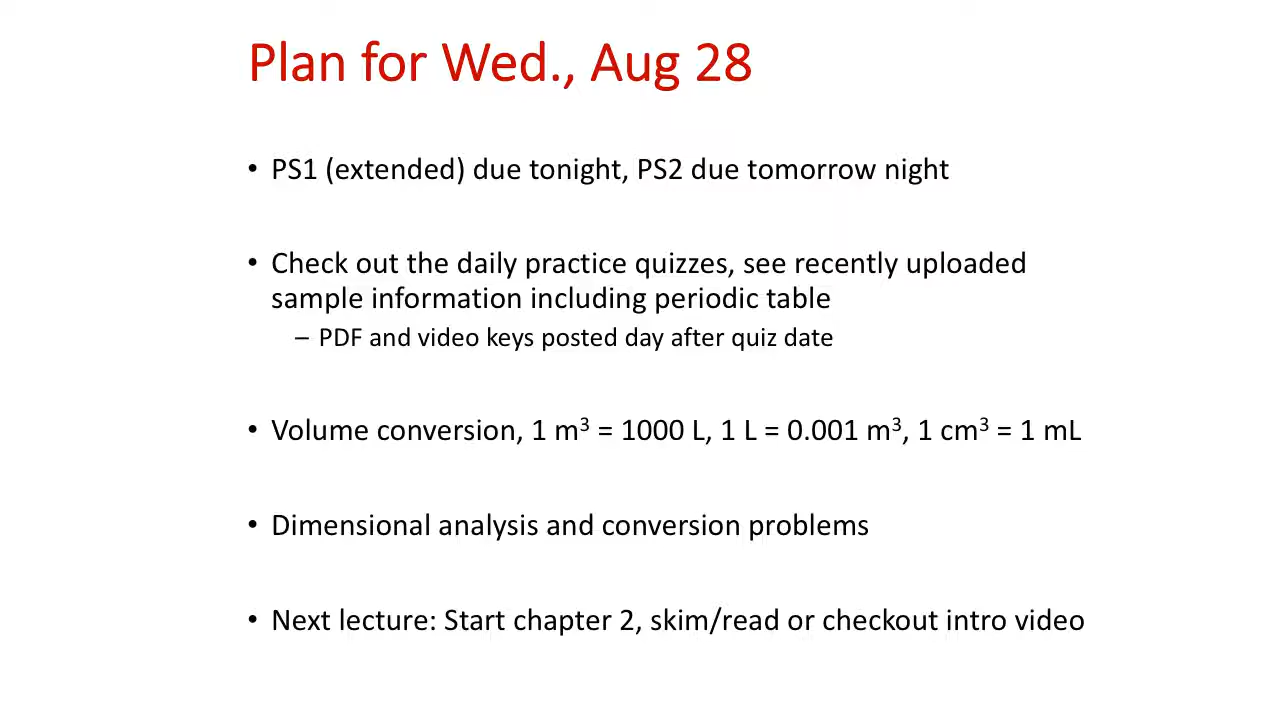 Plan for Wed., Aug 28
• PS1 (extended) due tonight, PS2 due tomorrow night
• Check out the daily practice quizzes, see recently uploaded
sample information including periodic table
– PDF and video keys posted day after quiz date
• Volume conversion, 1 m³ = 1000 L, 1 L = 0.001 m³, 1 cm³ = 1 mL
• Dimensional analysis and conversion problems
• Next lecture: Start chapter 2, skim/read or checkout intro video